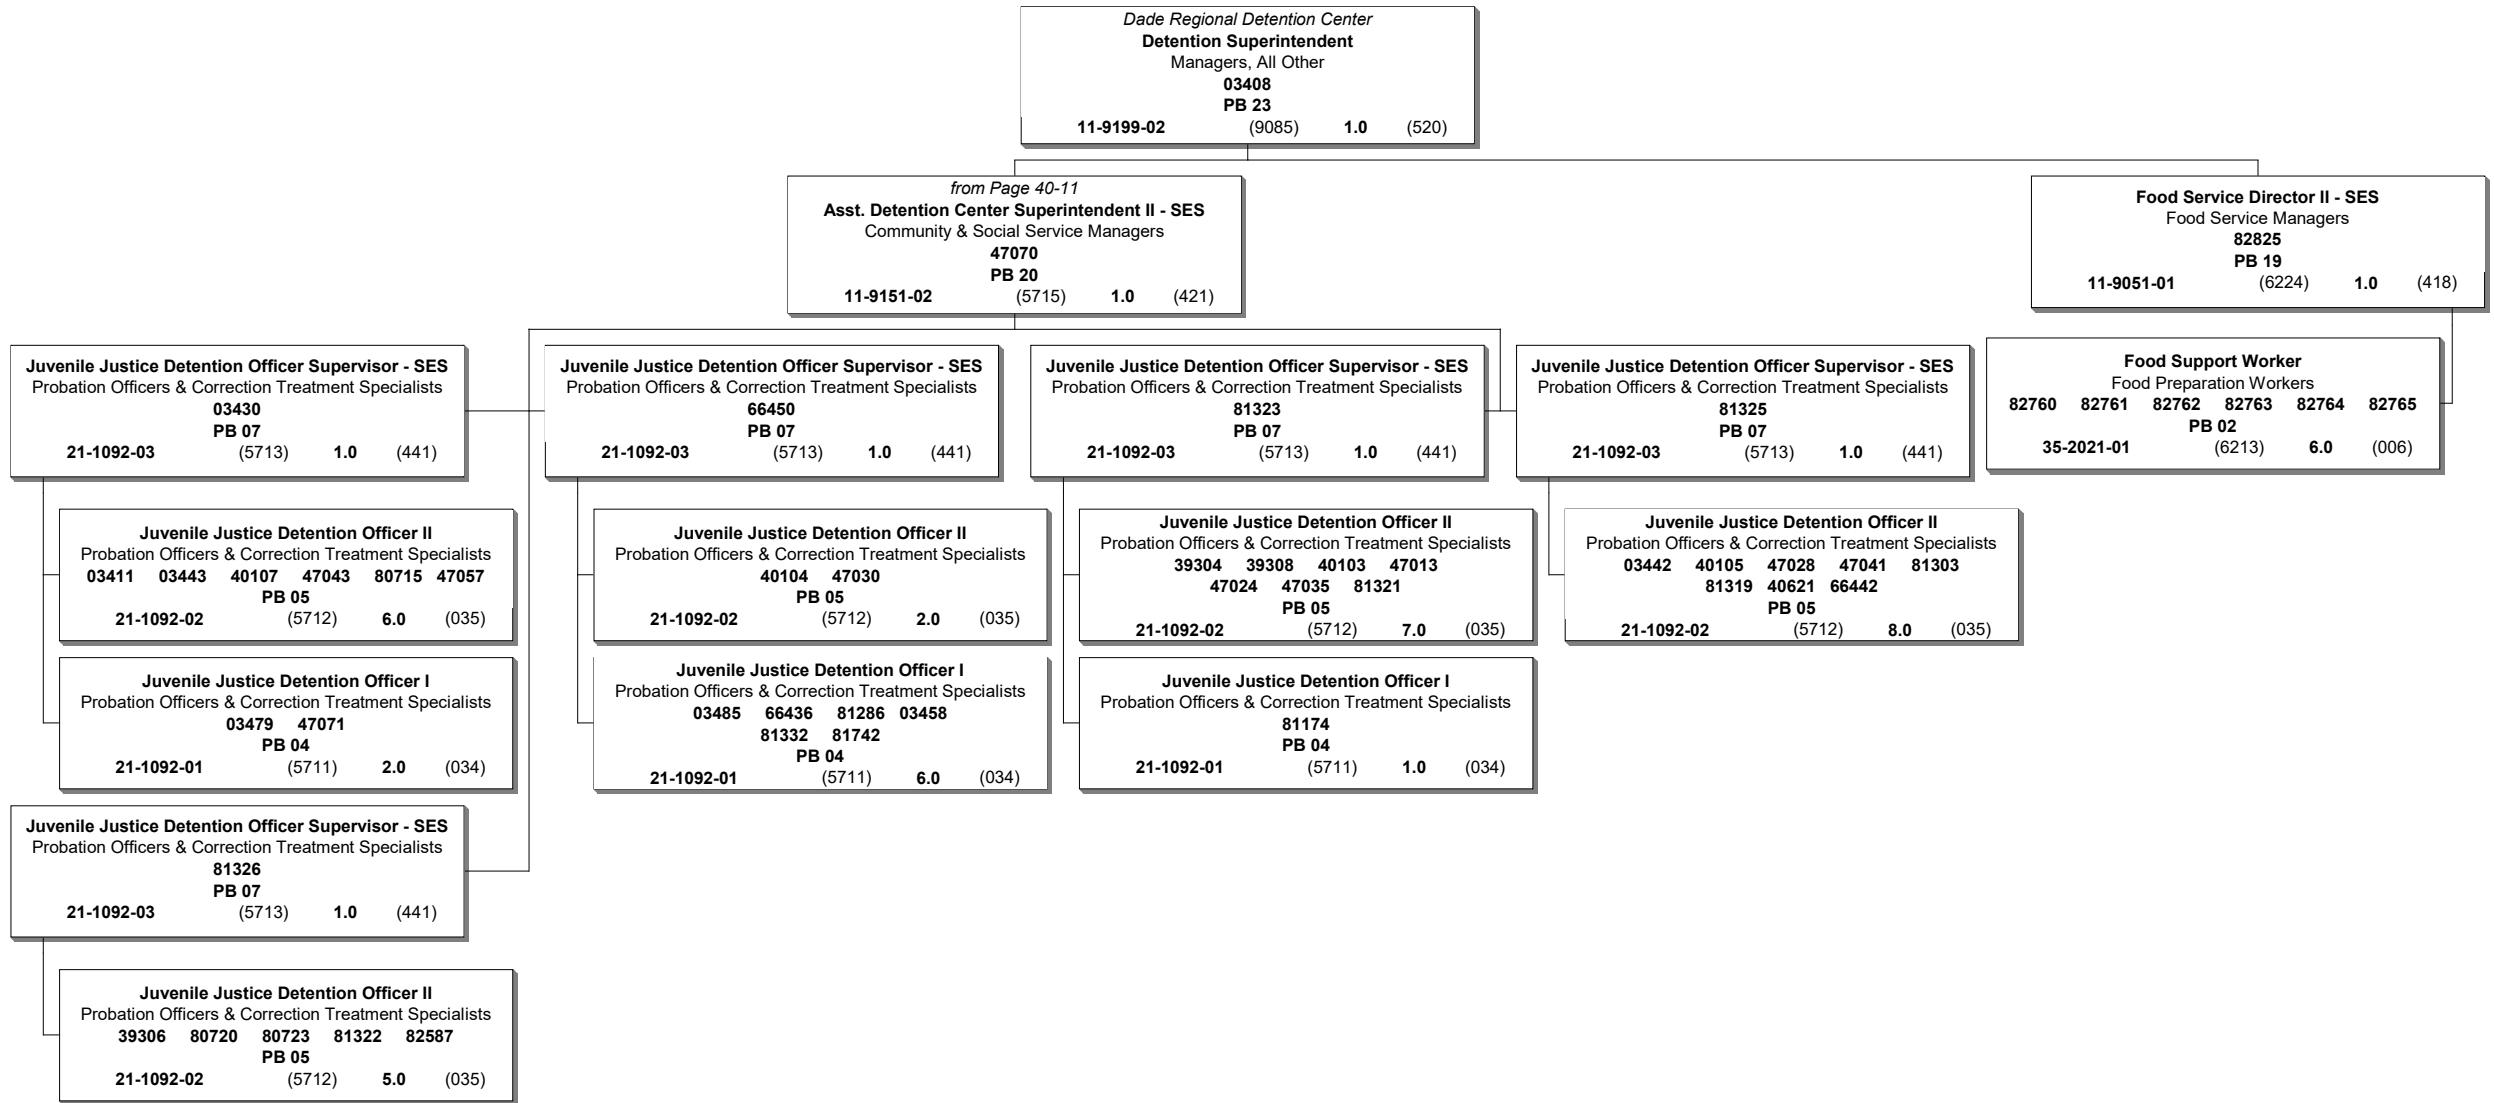 Dade Regional Detention Center
Detention Superintendent
Managers, All Other
03408
PB 23
11-9199-02 (9085) 1.0 (520)
from Page 40-11
Asst. Detention Center Superintendent II - SES
Community & Social Service Managers
47070
PB 20
11-9151-02 (5715) 1.0 (421)
Food Service Director II - SES
Food Service Managers
82825
PB 19
11-9051-01 (6224) 1.0 (418)
Juvenile Justice Detention Officer Supervisor - SES
Probation Officers & Correction Treatment Specialists
03430
PB 07
21-1092-03 (5713) 1.0 (441)
Juvenile Justice Detention Officer Supervisor - SES
Probation Officers & Correction Treatment Specialists
66450
PB 07
21-1092-03 (5713) 1.0 (441)
Juvenile Justice Detention Officer Supervisor - SES
Probation Officers & Correction Treatment Specialists
81323
PB 07
21-1092-03 (5713) 1.0 (441)
Juvenile Justice Detention Officer Supervisor - SES
Probation Officers & Correction Treatment Specialists
81325
PB 07
21-1092-03 (5713) 1.0 (441)
Food Support Worker
Food Preparation Workers
82760 82761 82762 82763 82764 82765
PB 02
35-2021-01 (6213) 6.0 (006)
Juvenile Justice Detention Officer II
Probation Officers & Correction Treatment Specialists
03411 03443 40107 47043 80715 47057
PB 05
21-1092-02 (5712) 6.0 (035)
Juvenile Justice Detention Officer II
Probation Officers & Correction Treatment Specialists
40104 47030
PB 05
21-1092-02 (5712) 2.0 (035)
Juvenile Justice Detention Officer II
Probation Officers & Correction Treatment Specialists
39304 39308 40103 47013
47024 47035 81321
PB 05
21-1092-02 (5712) 7.0 (035)
Juvenile Justice Detention Officer II
Probation Officers & Correction Treatment Specialists
03442 40105 47028 47041 81303
81319 40621 66442
PB 05
21-1092-02 (5712) 8.0 (035)
Juvenile Justice Detention Officer I
Probation Officers & Correction Treatment Specialists
03479 47071
PB 04
21-1092-01 (5711) 2.0 (034)
Juvenile Justice Detention Officer I
Probation Officers & Correction Treatment Specialists
03485 66436 81286 03458
81332 81742
PB 04
21-1092-01 (5711) 6.0 (034)
Juvenile Justice Detention Officer I
Probation Officers & Correction Treatment Specialists
81174
PB 04
21-1092-01 (5711) 1.0 (034)
Juvenile Justice Detention Officer Supervisor - SES
Probation Officers & Correction Treatment Specialists
81326
PB 07
21-1092-03 (5713) 1.0 (441)
Juvenile Justice Detention Officer II
Probation Officers & Correction Treatment Specialists
39306 80720 80723 81322 82587
PB 05
21-1092-02 (5712) 5.0 (035)